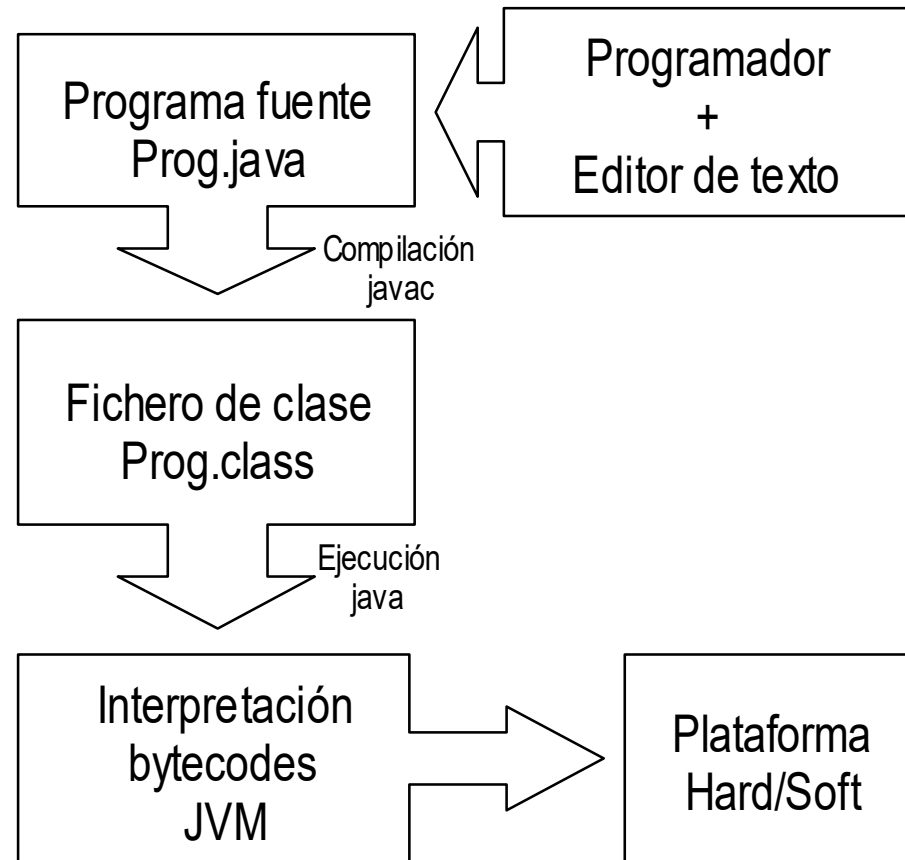 Programador
+
Editor de texto
Programa fuente
Prog.java
Compilación
javac
Fichero de clase
Prog.class
Ejecución
java
Interpretación
bytecodes
JVM
Plataforma
Hard/Soft